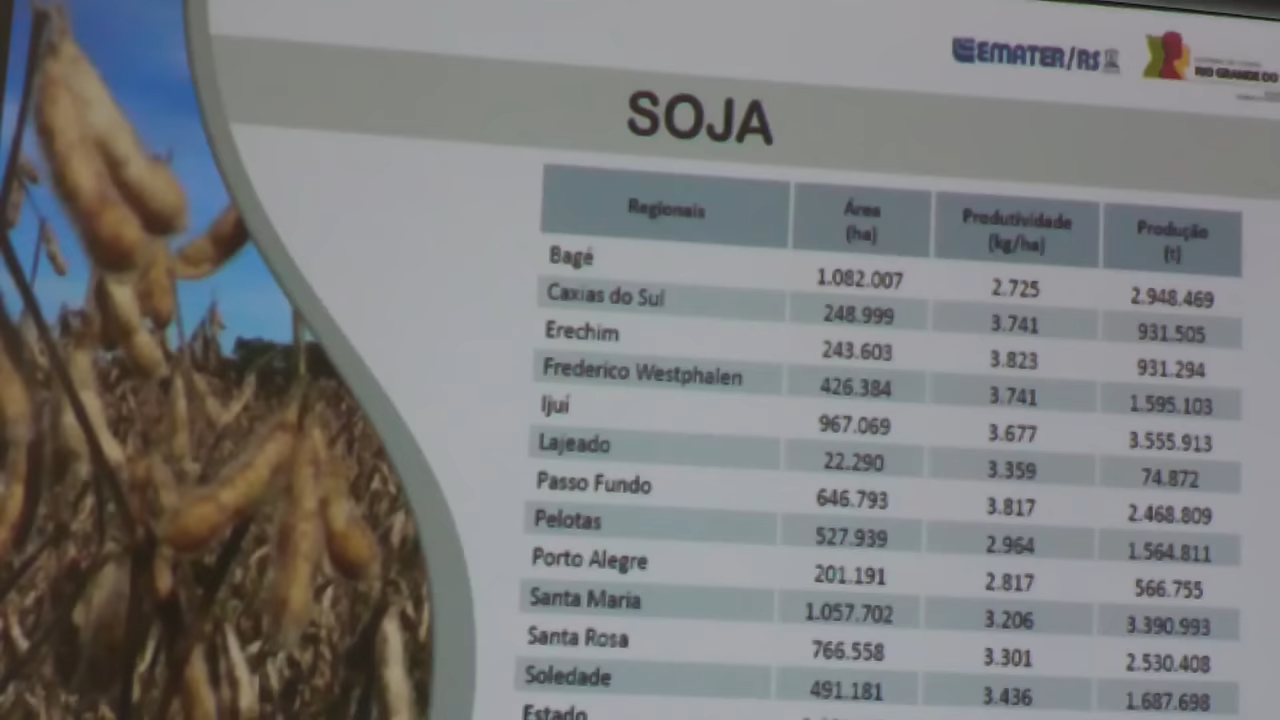 EMATER/RS
RIO GRANDE DO
SOJA
Regionais Área (ha) Produtividade (kg/ha) Produção (t)
Bagé 1.082.007 2.725 2.948.469
Caxias do Sul 248.999 3.741 931.505
Erechim 243.603 3.823 931.294
Frederico Westphalen 426.384 3.741 1.595.103
Ijuí 967.069 3.677 3.555.913
Lajeado 22.290 3.359 74.872
Passo Fundo 646.793 3.817 2.468.809
Pelotas 527.939 2.964 1.564.811
Porto Alegre 201.191 2.817 566.755
Santa Maria 1.057.702 3.206 3.390.993
Santa Rosa 766.558 3.301 2.530.408
Soledade 491.181 3.436 1.687.698
Estado